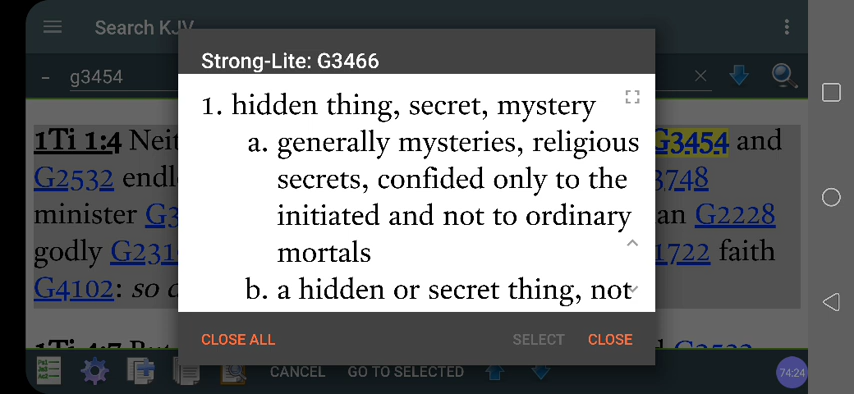 Search KJV
Strong-Lite: G3466
- g3454
1. hidden thing, secret, mystery
1Ti 1:4 G3454 and
a. generally mysteries, religious
G2532
secrets, confided only to the
minister
initiated and not to ordinary
an G2228
godly
mortals
faith
G4102: so
b. a hidden or secret thing, not
CLOSE ALL SELECT CLOSE
CANCEL GO TO SELECTED
74:24